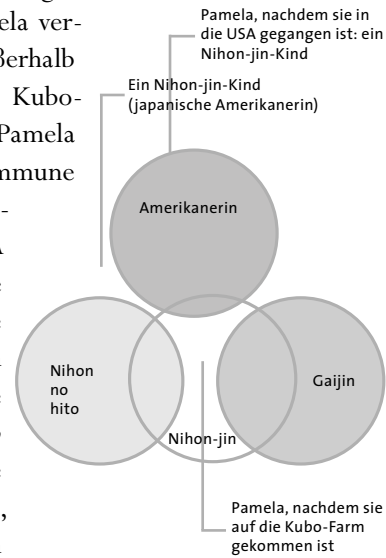 ela ver-
ßerhalb
Kubo-
Pamela
mmune
Pamela, nachdem sie in
die USA gegangen ist: ein
Nihon-jin-Kind
Ein Nihon-jin-Kind
(japanische Amerikanerin)
Amerikanerin
Nihon
no
hito
Gaijin
Nihon-jin
Pamela, nachdem sie
auf die Kubo-Farm
gekommen ist